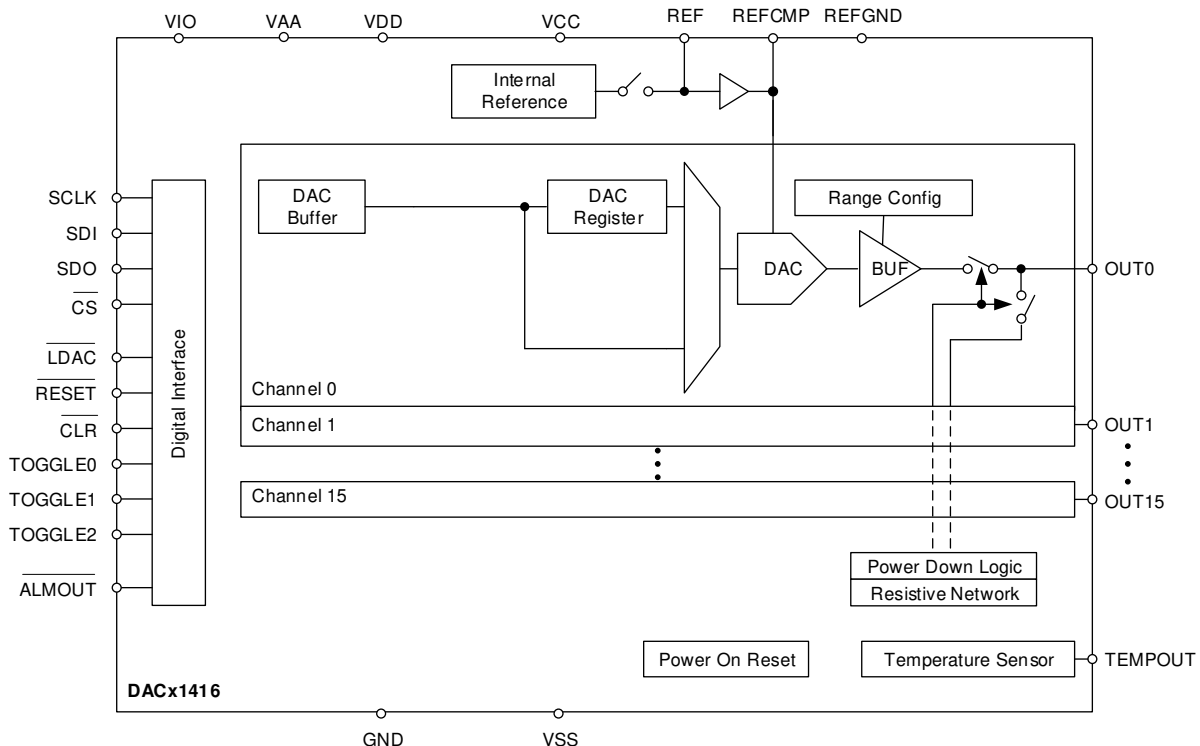 VIO
VAA
VDD
VCC
REF
REFCMP
REFGND
Internal
Reference
SCLK
SDI
SDO
CS
LDAC
RESET
CLR
TOGGLE0
TOGGLE1
TOGGLE2
ALMOUT
Digital Interface
DAC
Buffer
DAC
Register
Range Config
DAC
BUF
OUT0
Channel 0
Channel 1
OUT1
Channel 15
OUT15
Power Down Logic
Resistive Network
Power On Reset
Temperature Sensor
TEMPOUT
DACx1416
GND
VSS